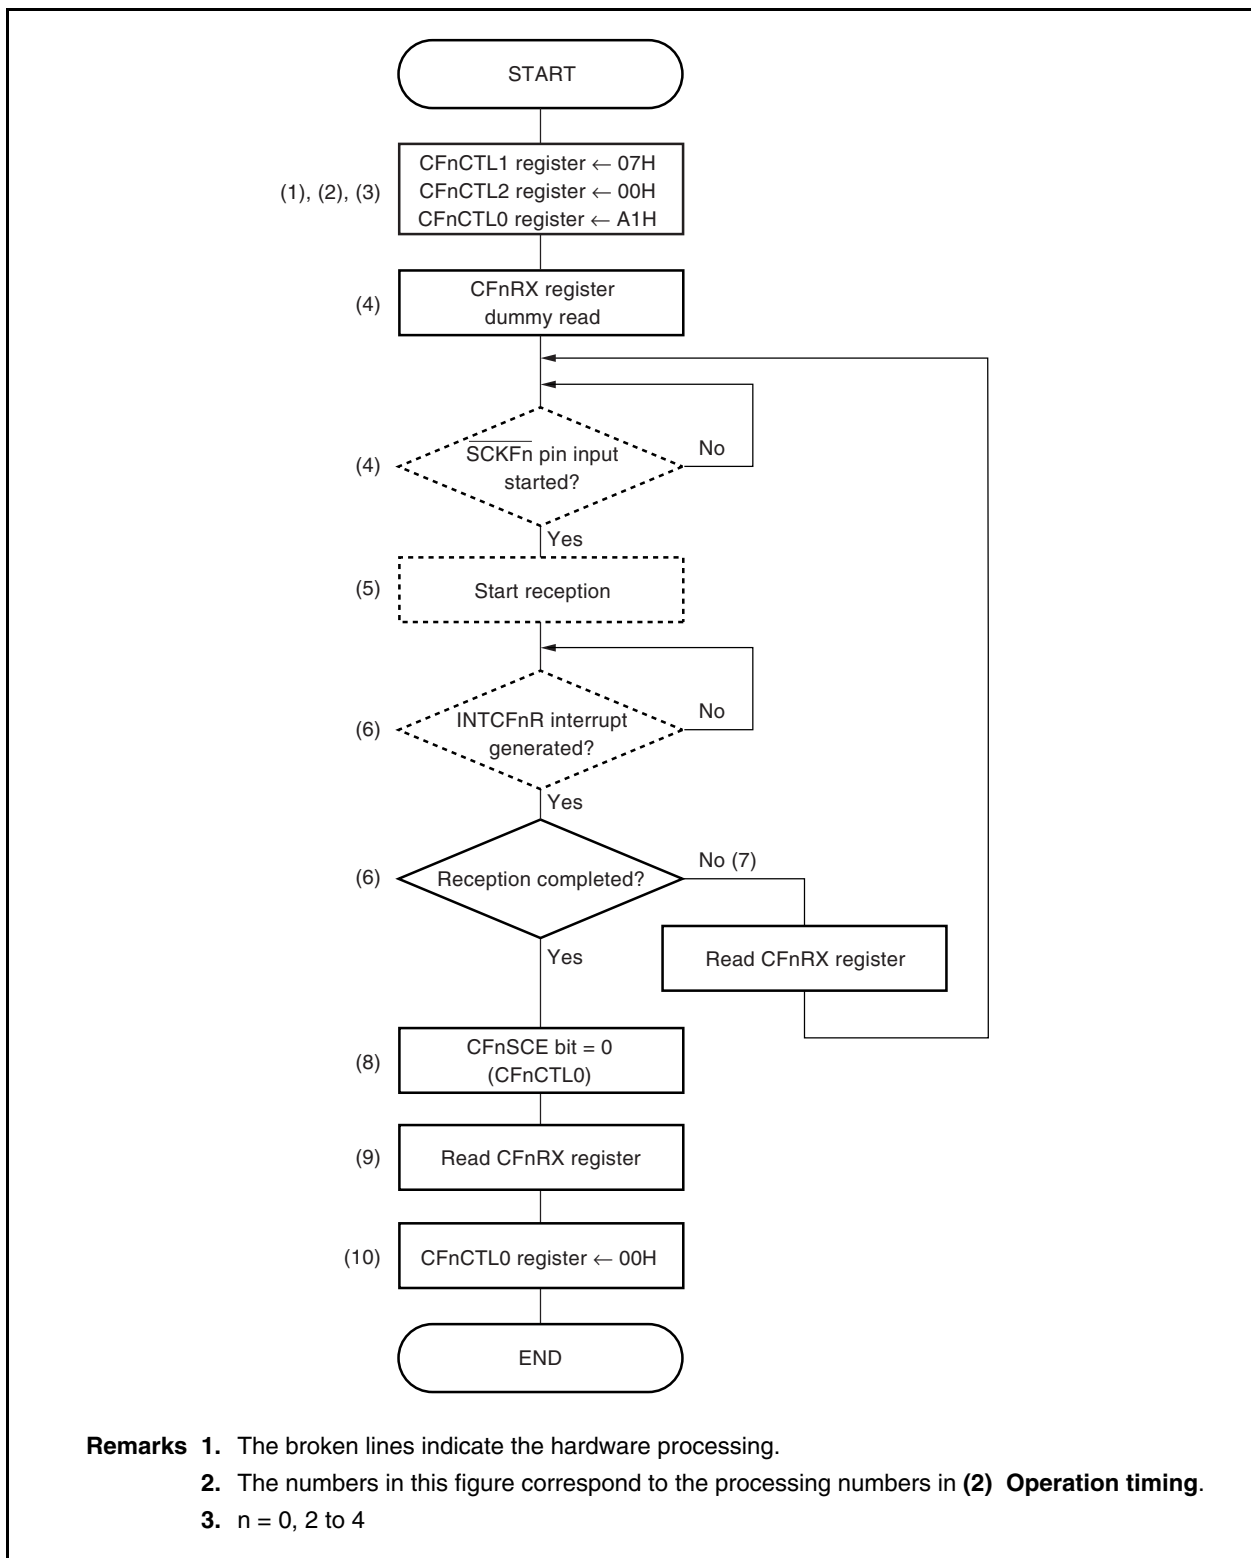 START
CFnCTL1 register ← 07H
(1), (2), (3) CFnCTL2 register ← 00H
CFnCTL0 register ← A1H
(4) CFnRX register
dummy read
(4) SCKFn pin input
started?
No
Yes
(5) Start reception
(6) INTCFnR interrupt
generated?
No
Yes
(6) Reception completed?
No (7)
Yes
Read CFnRX register
(8) CFnSCE bit = 0
(CFnCTL0)
(9) Read CFnRX register
(10) CFnCTL0 register ← 00H
END
Remarks 1. The broken lines indicate the hardware processing.
2. The numbers in this figure correspond to the processing numbers in (2) Operation timing.
3. n = 0, 2 to 4